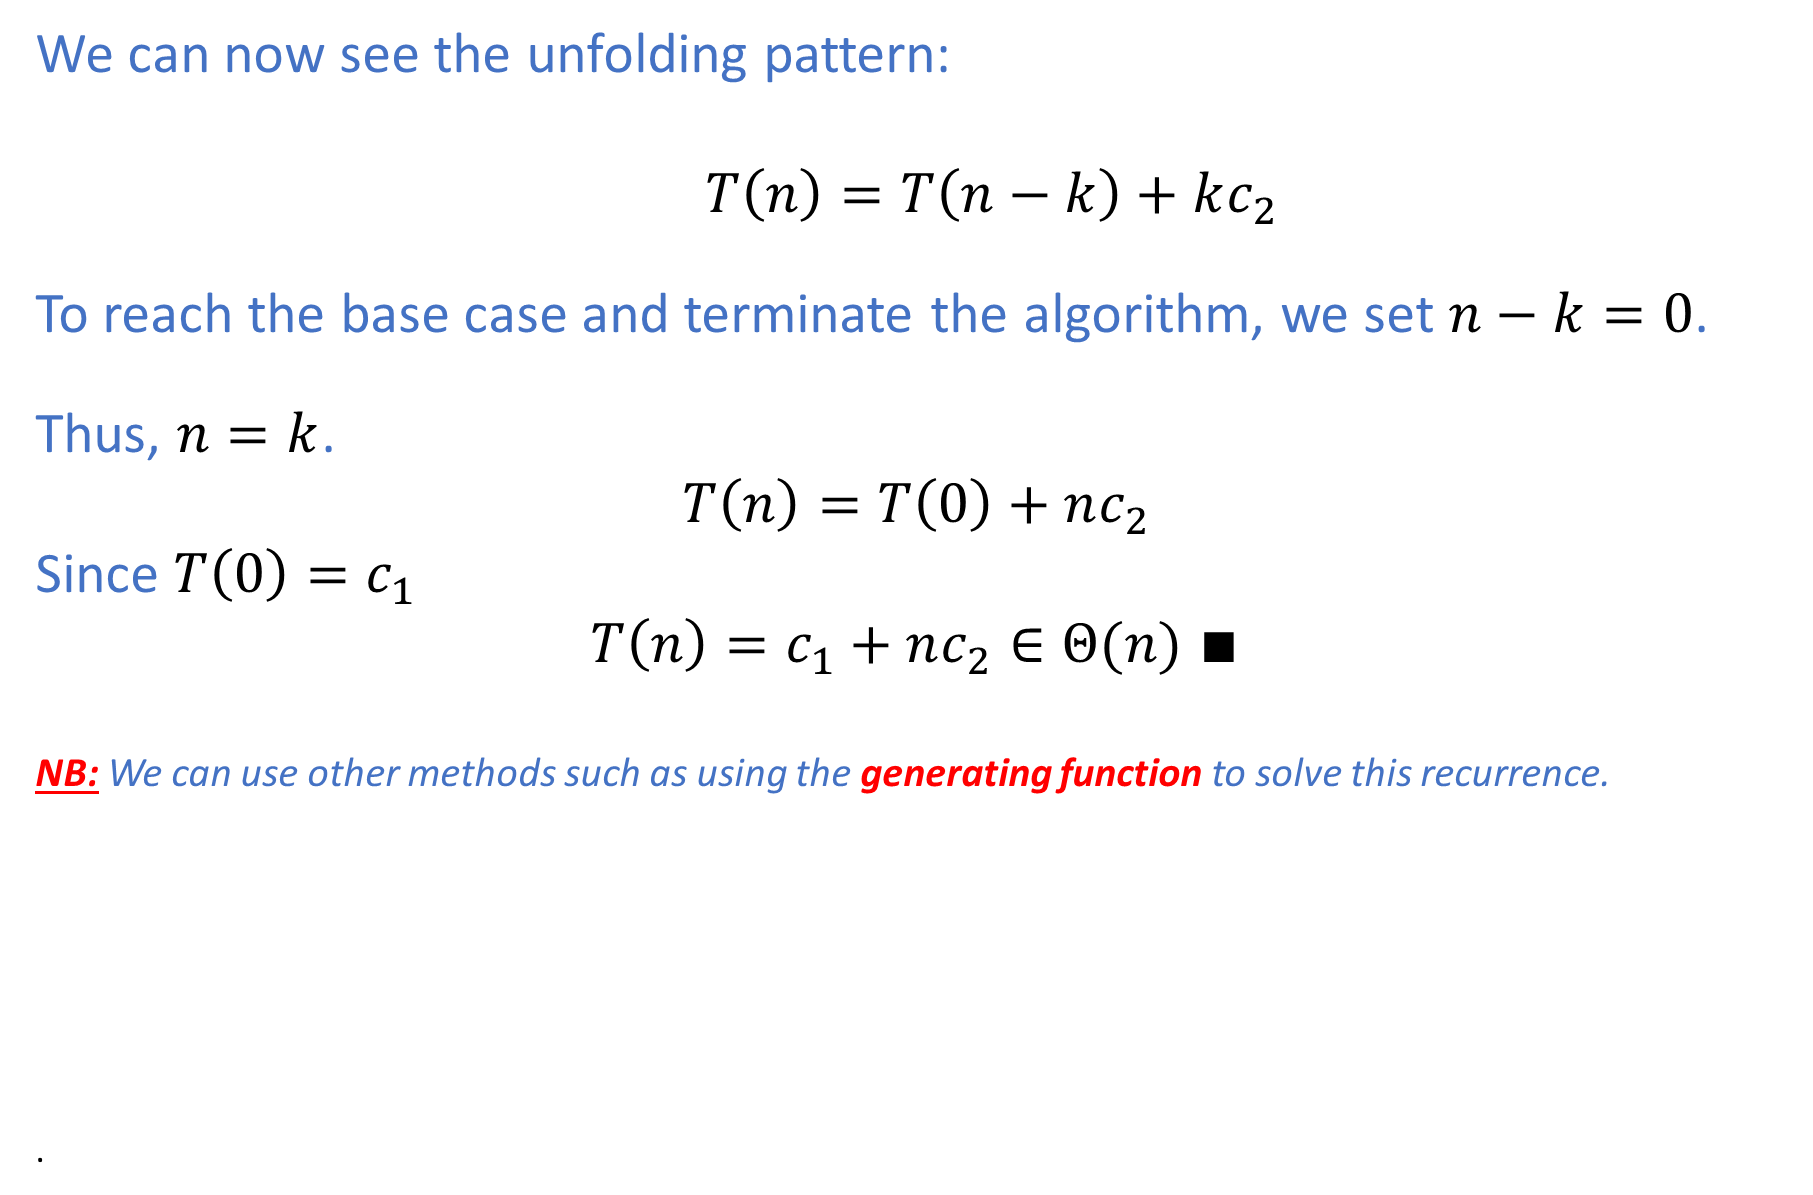 We can now see the unfolding pattern:
𝑇(𝑛) = 𝑇(𝑛 − 𝑘) + 𝑘𝑐₂
To reach the base case and terminate the algorithm, we set 𝑛 − 𝑘 = 0.
Thus, 𝑛 = 𝑘.
𝑇(𝑛) = 𝑇(0) + 𝑛𝑐₂
Since 𝑇(0) = 𝑐₁
𝑇(𝑛) = 𝑐₁ + 𝑛𝑐₂ ∈ Θ(𝑛) ■
NB: We can use other methods such as using the generating function to solve this recurrence.
.